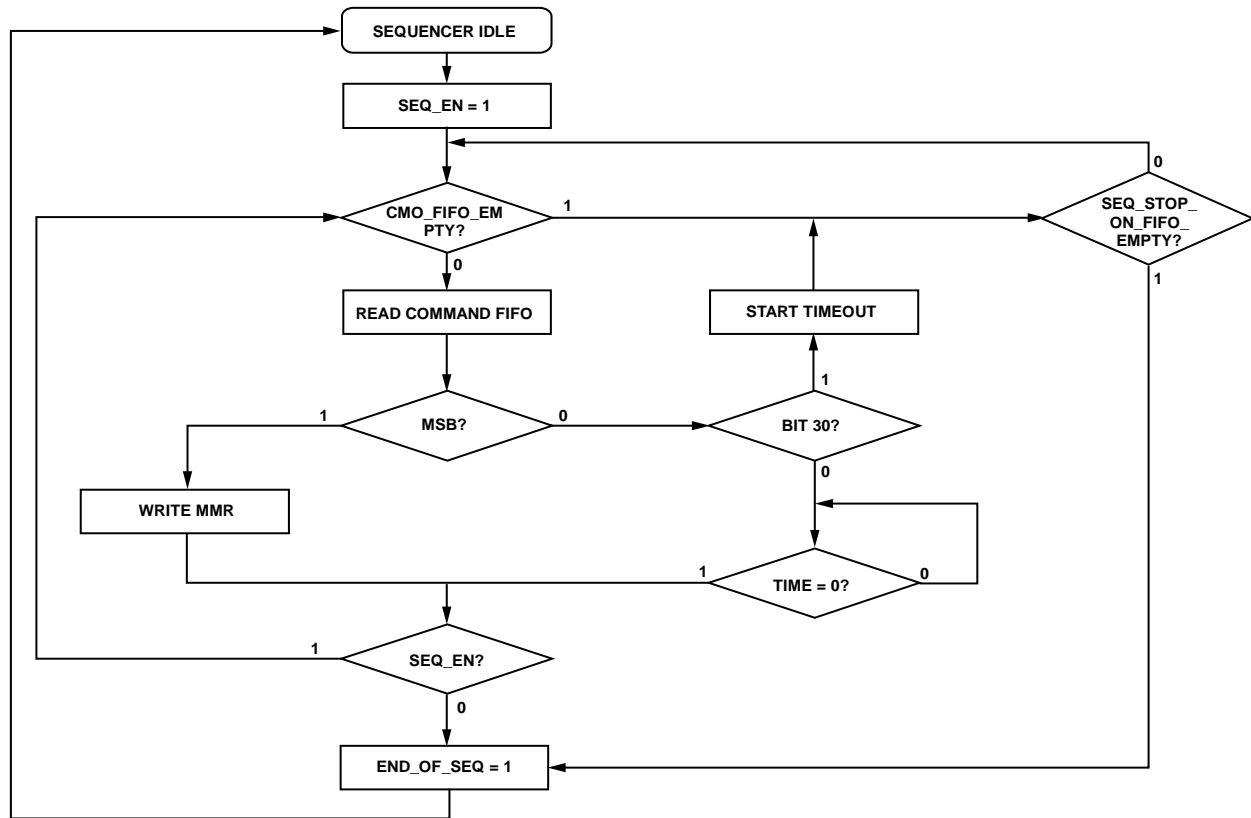 SEQUENCER IDLE
SEQ_EN = 1
0
CMO_FIFO_EM
PTY?
1
SEQ_STOP_
ON_FIFO_
EMPTY?
0
1
READ COMMAND FIFO
START TIMEOUT
1
1
MSB?
0
BIT 30?
0
WRITE MMR
1
TIME = 0?
0
1
SEQ_EN?
0
END_OF_SEQ = 1